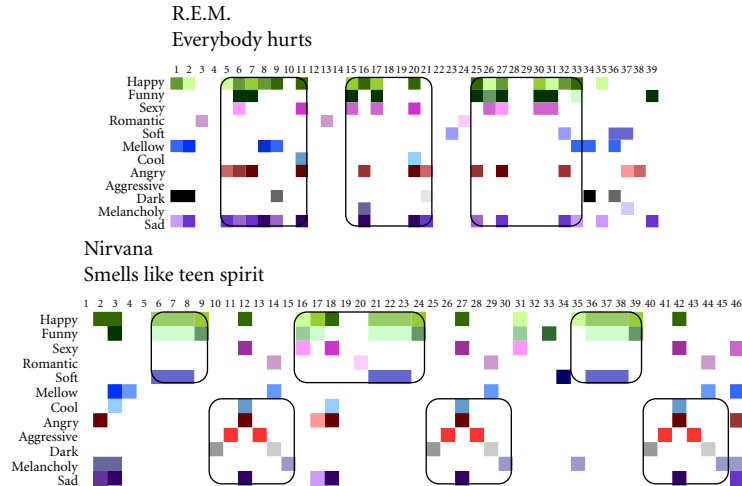 R.E.M.
Everybody hurts
1 2 3 4 5 6 7 8 9 10 11 12 13 14 15 16 17 18 19 20 21 22 23 24 25 26 27 28 29 30 31 32 33 34 35 36 37 38 39
Happy
Funny
Sexy
Romantic
Soft
Mellow
Cool
Angry
Aggressive
Dark
Melancholy
Sad
Nirvana
Smells like teen spirit
1 2 3 4 5 6 7 8 9 10 11 12 13 14 15 16 17 18 19 20 21 22 23 24 25 26 27 28 29 30 31 32 33 34 35 36 37 38 39 40 41 42 43 44 45 46
Happy
Funny
Sexy
Romantic
Soft
Mellow
Cool
Angry
Aggressive
Dark
Melancholy
Sad